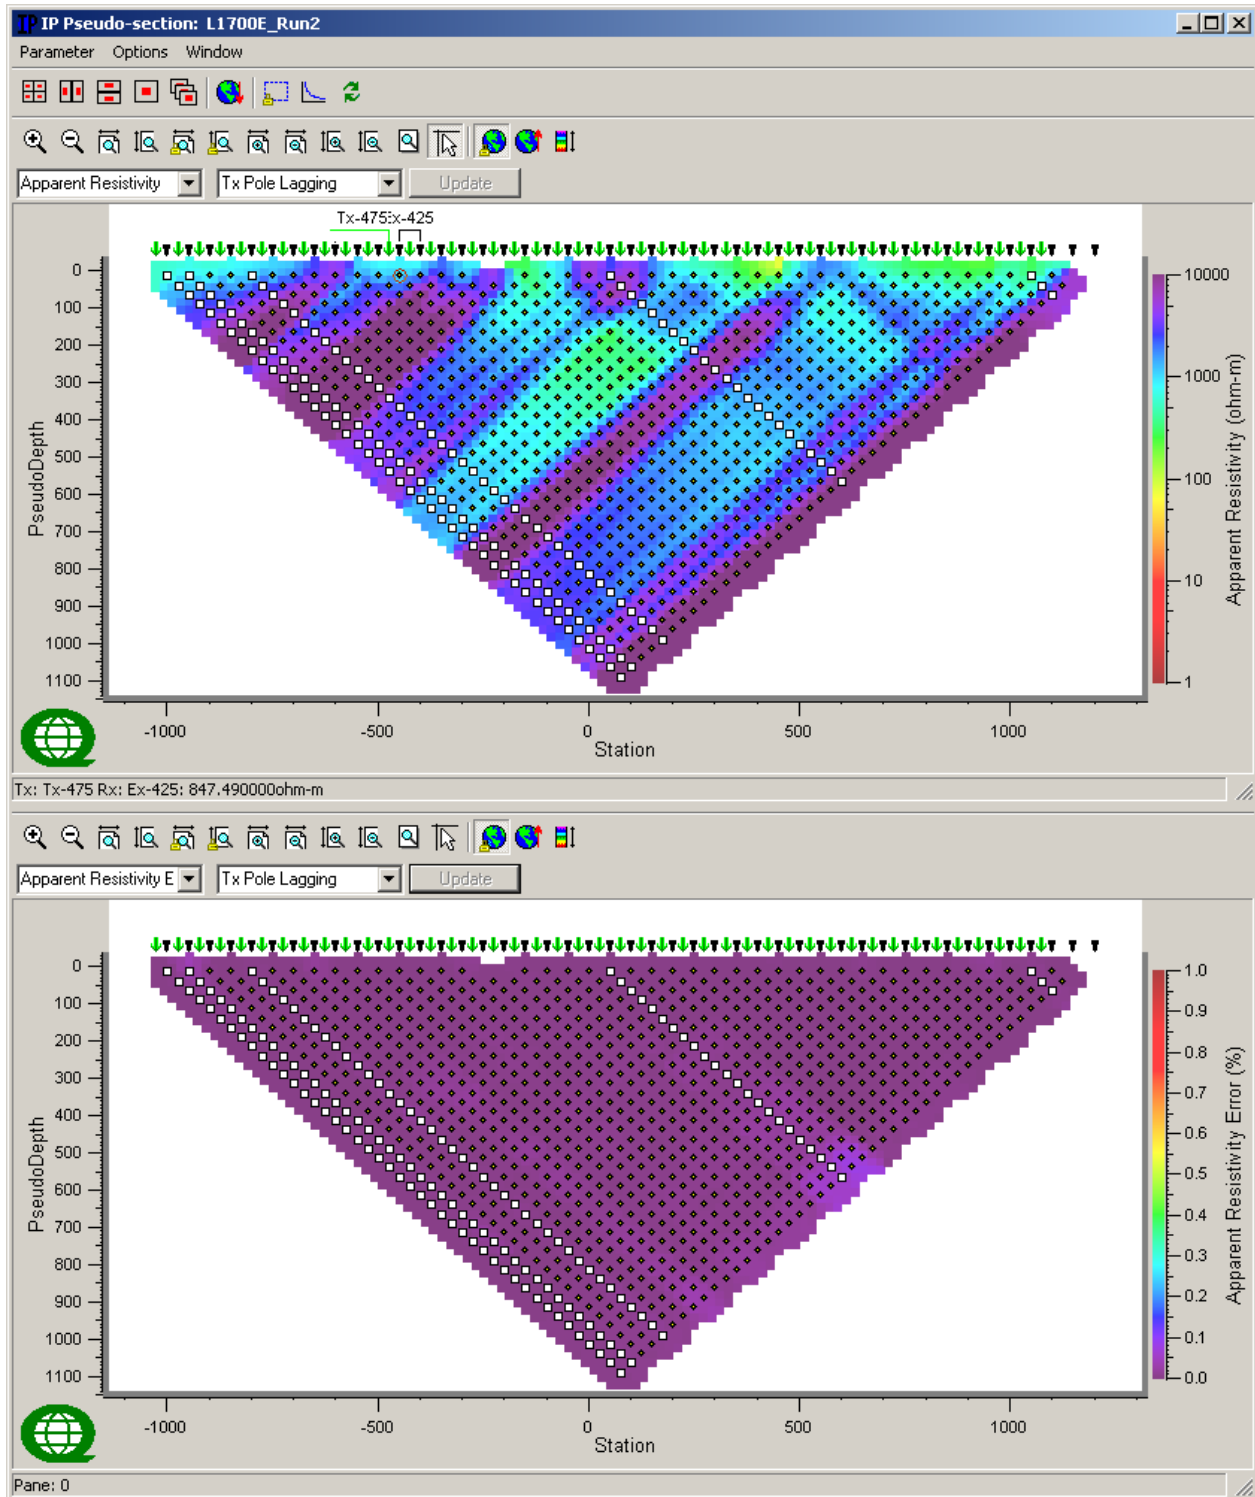 IP IP Pseudo-section: L1700E_Run2
Parameter Options Window
Apparent Resistivity Tx Pole Lagging Update
Tx-475 Ex-425
0
100
200
300
400
500
600
700
800
900
1000
1100
PseudoDepth
-1000 -500 0 500 1000
Station
10000
1000
100
10
1
Apparent Resistivity (ohm-m)
Tx: Tx-475 Rx: Ex-425: 847.490000ohm-m
Apparent Resistivity E Tx Pole Lagging Update
0
100
200
300
400
500
600
700
800
900
1000
1100
PseudoDepth
-1000 -500 0 500 1000
Station
1.0
0.9
0.8
0.7
0.6
0.5
0.4
0.3
0.2
0.1
0.0
Apparent Resistivity Error (%)
Pane: 0